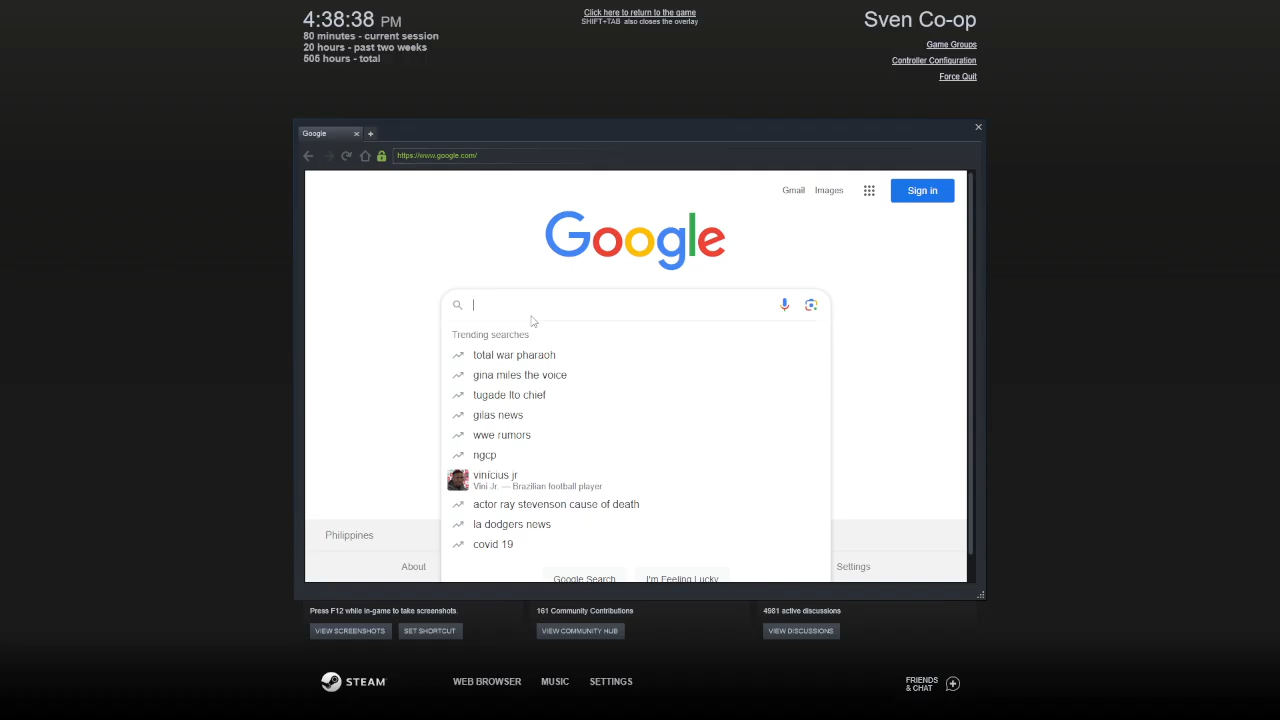 4:38:38 PM
80 minutes - current session
20 hours - past two weeks
505 hours - total
Click here to return to the game
SHIFT+TAB also closes the overlay
Sven Co-op
Game Groups
Controller Configuration
Force Quit
Google
https://www.google.com/
Gmail Images Sign in
Google
Trending searches
total war pharaoh
gina miles the voice
tugade lto chief
gilas news
wwe rumors
ngcp
vinícius jr
Vini Jr. — Brazilian football player
actor ray stevenson cause of death
la dodgers news
covid 19
Philippines
About
Settings
Google Search I'm Feeling Lucky
Press F12 while in-game to take screenshots.
VIEW SCREENSHOTS SET SHORTCUT
161 Community Contributions
VIEW COMMUNITY HUB
4981 active discussions
VIEW DISCUSSIONS
STEAM
WEB BROWSER MUSIC SETTINGS
FRIENDS
& CHAT